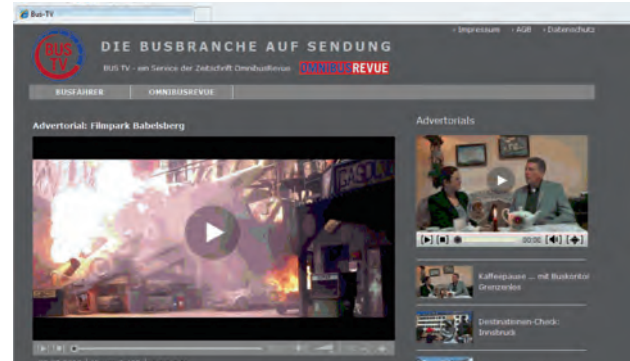 Bus-TV
› Impressum › AGB › Datenschutz
BUS
TV
DIE BUSBRANCHE AUF SENDUNG
BUS TV - ein Service der Zeitschrift OmnibusRevue OMNIBUSREVUE
BUSFAHRER OMNIBUSREVUE
Advertorial: Filmpark Babelsberg
Advertorials
GASOLINE
00:00
Kaffeepause ... mit Buskontor
Grenzenlos
Destinationen-Check:
Innsbruck